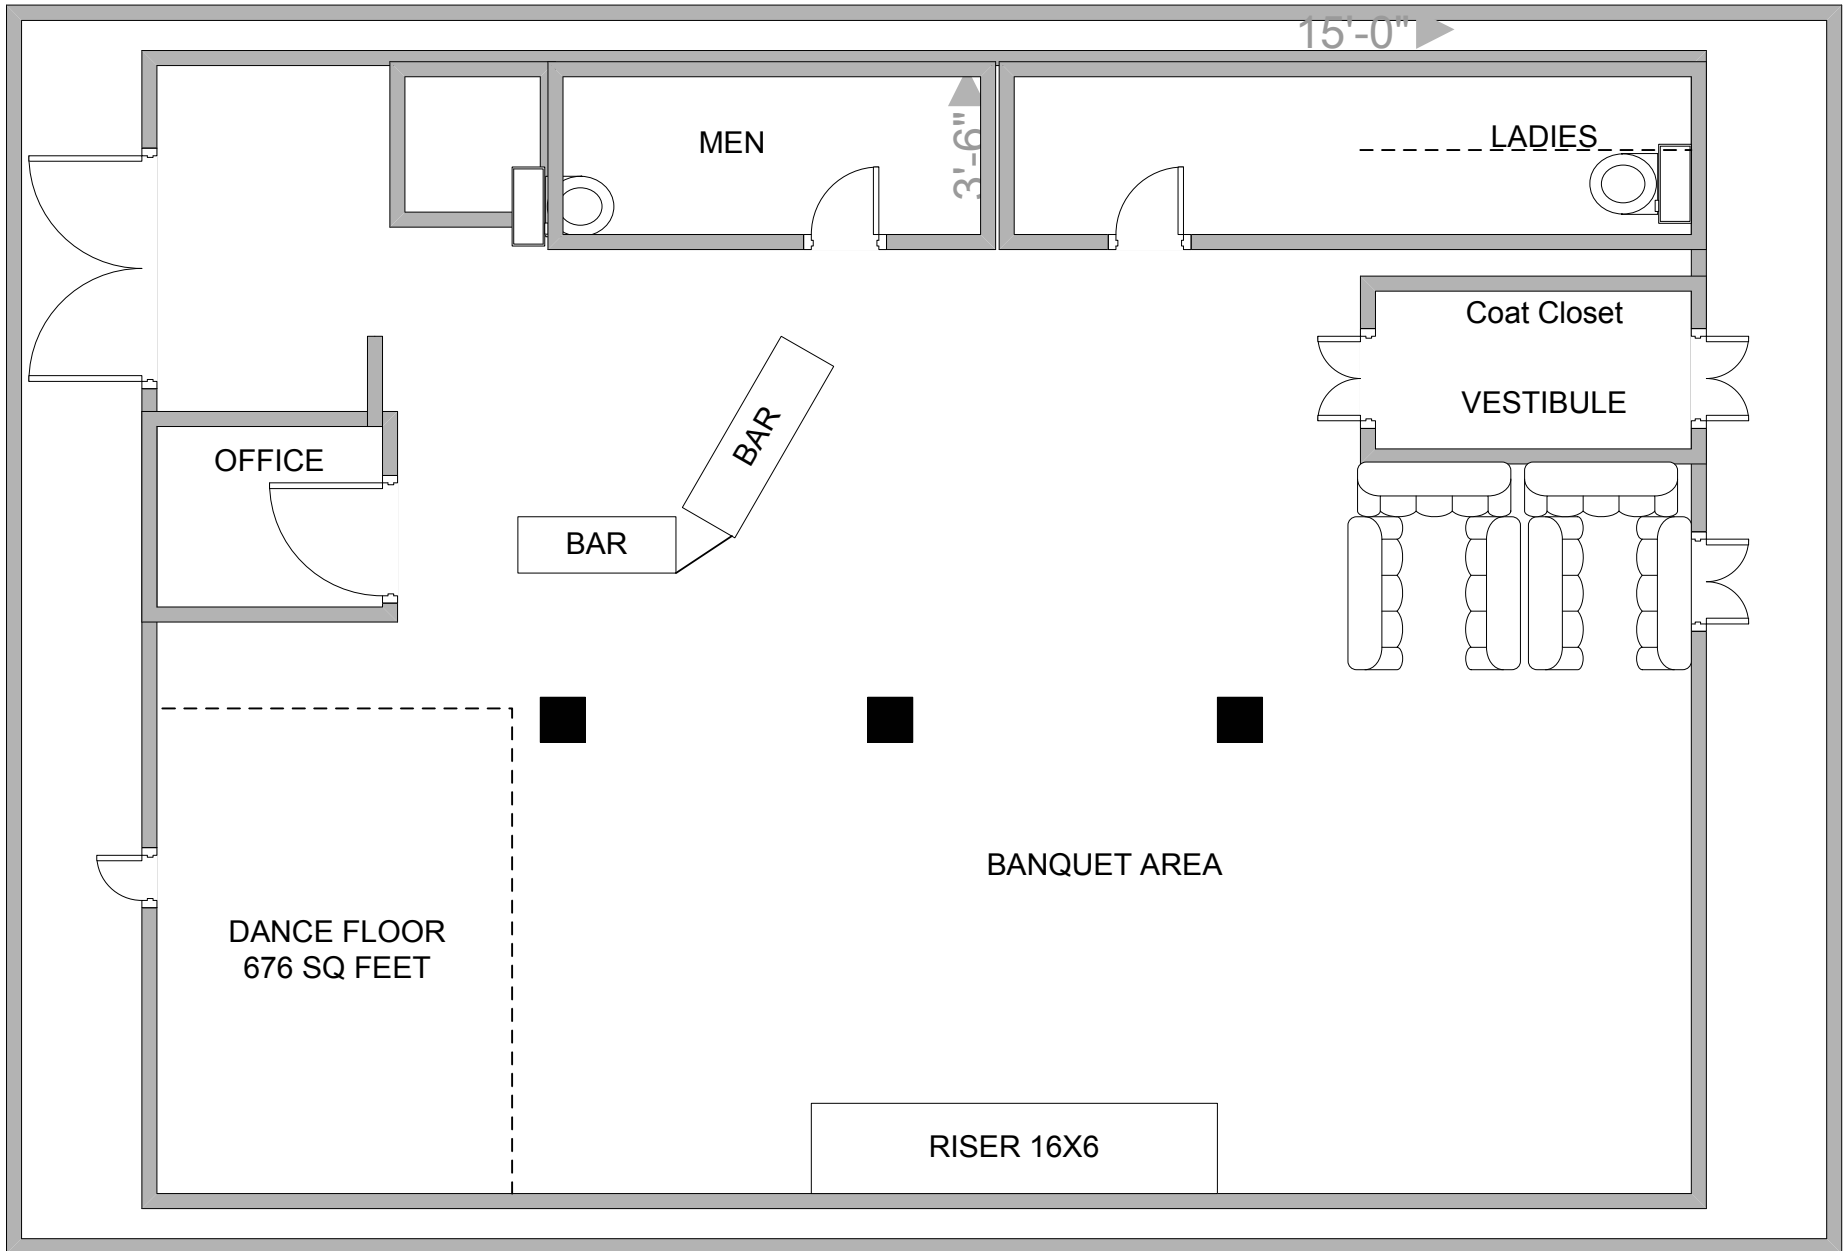 15'-0"
MEN
3'-6"
LADIES
Coat Closet
VESTIBULE
BAR
OFFICE
BAR
BANQUET AREA
DANCE FLOOR
676 SQ FEET
RISER 16X6